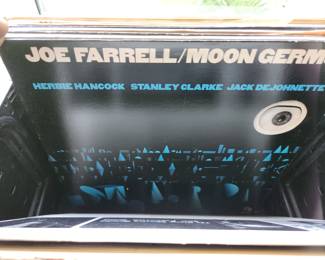 JOE FARRELL/MOON GERM
HERBIE HANCOCK STANLEY CLARKE JACK DEJOHNETTE